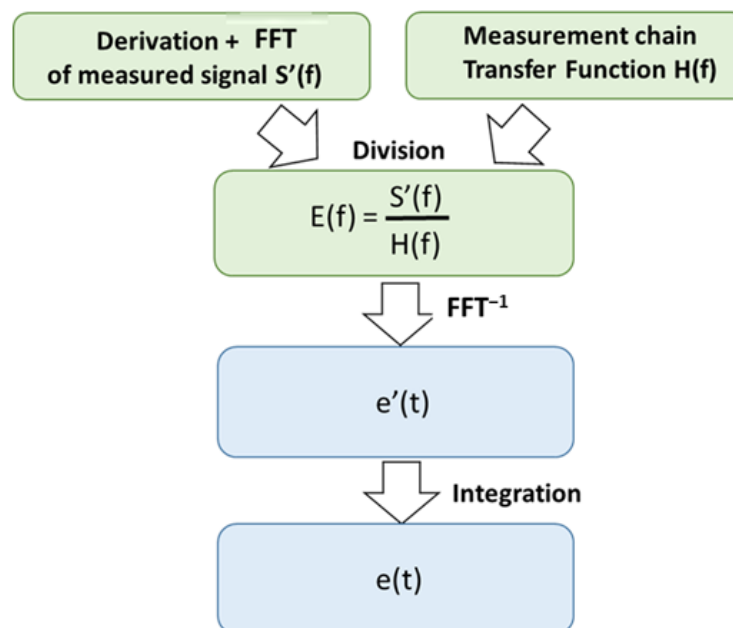 Derivation + FFT
of measured signal S’(f)
Measurement chain
Transfer Function H(f)
Division
E(f) = S’(f)
H(f)
FFT⁻¹
e’(t)
Integration
e(t)